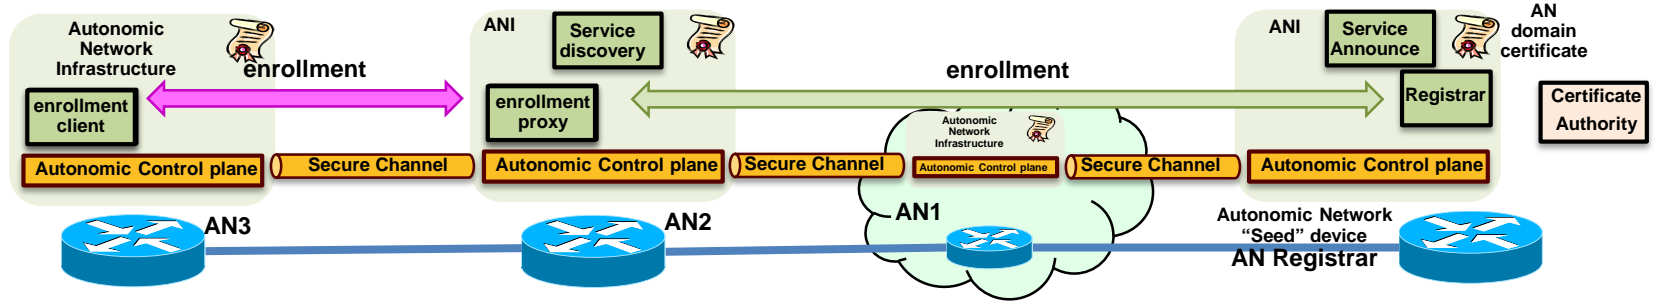 Autonomic
Network
Infrastructure
enrollment
enrollment
client
Autonomic Control plane
Secure Channel
AN3
ANI
Service
discovery
enrollment
proxy
Autonomic Control plane
Secure Channel
AN2
enrollment
Autonomic
Network
Infrastructure
Autonomic Control plane
Secure Channel
AN1
ANI
Service
Announce
Registrar
Autonomic Control plane
AN
domain
certificate
Certificate
Authority
Autonomic Network
“Seed” device
AN Registrar